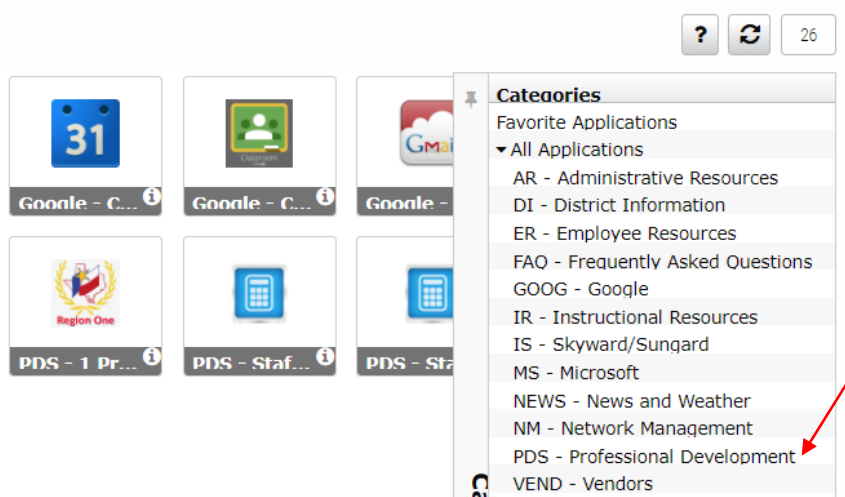 ? 26
31
Classroom
GMai
Google - C...
Google - C...
Google -
Region One
PDS - 1 Pr...
PDS - Staf...
PDS - Sta
Categories
Favorite Applications
All Applications
AR - Administrative Resources
DI - District Information
ER - Employee Resources
FAQ - Frequently Asked Questions
GOOG - Google
IR - Instructional Resources
IS - Skyward/Sungard
MS - Microsoft
NEWS - News and Weather
NM - Network Management
PDS - Professional Development
VEND - Vendors
Ca